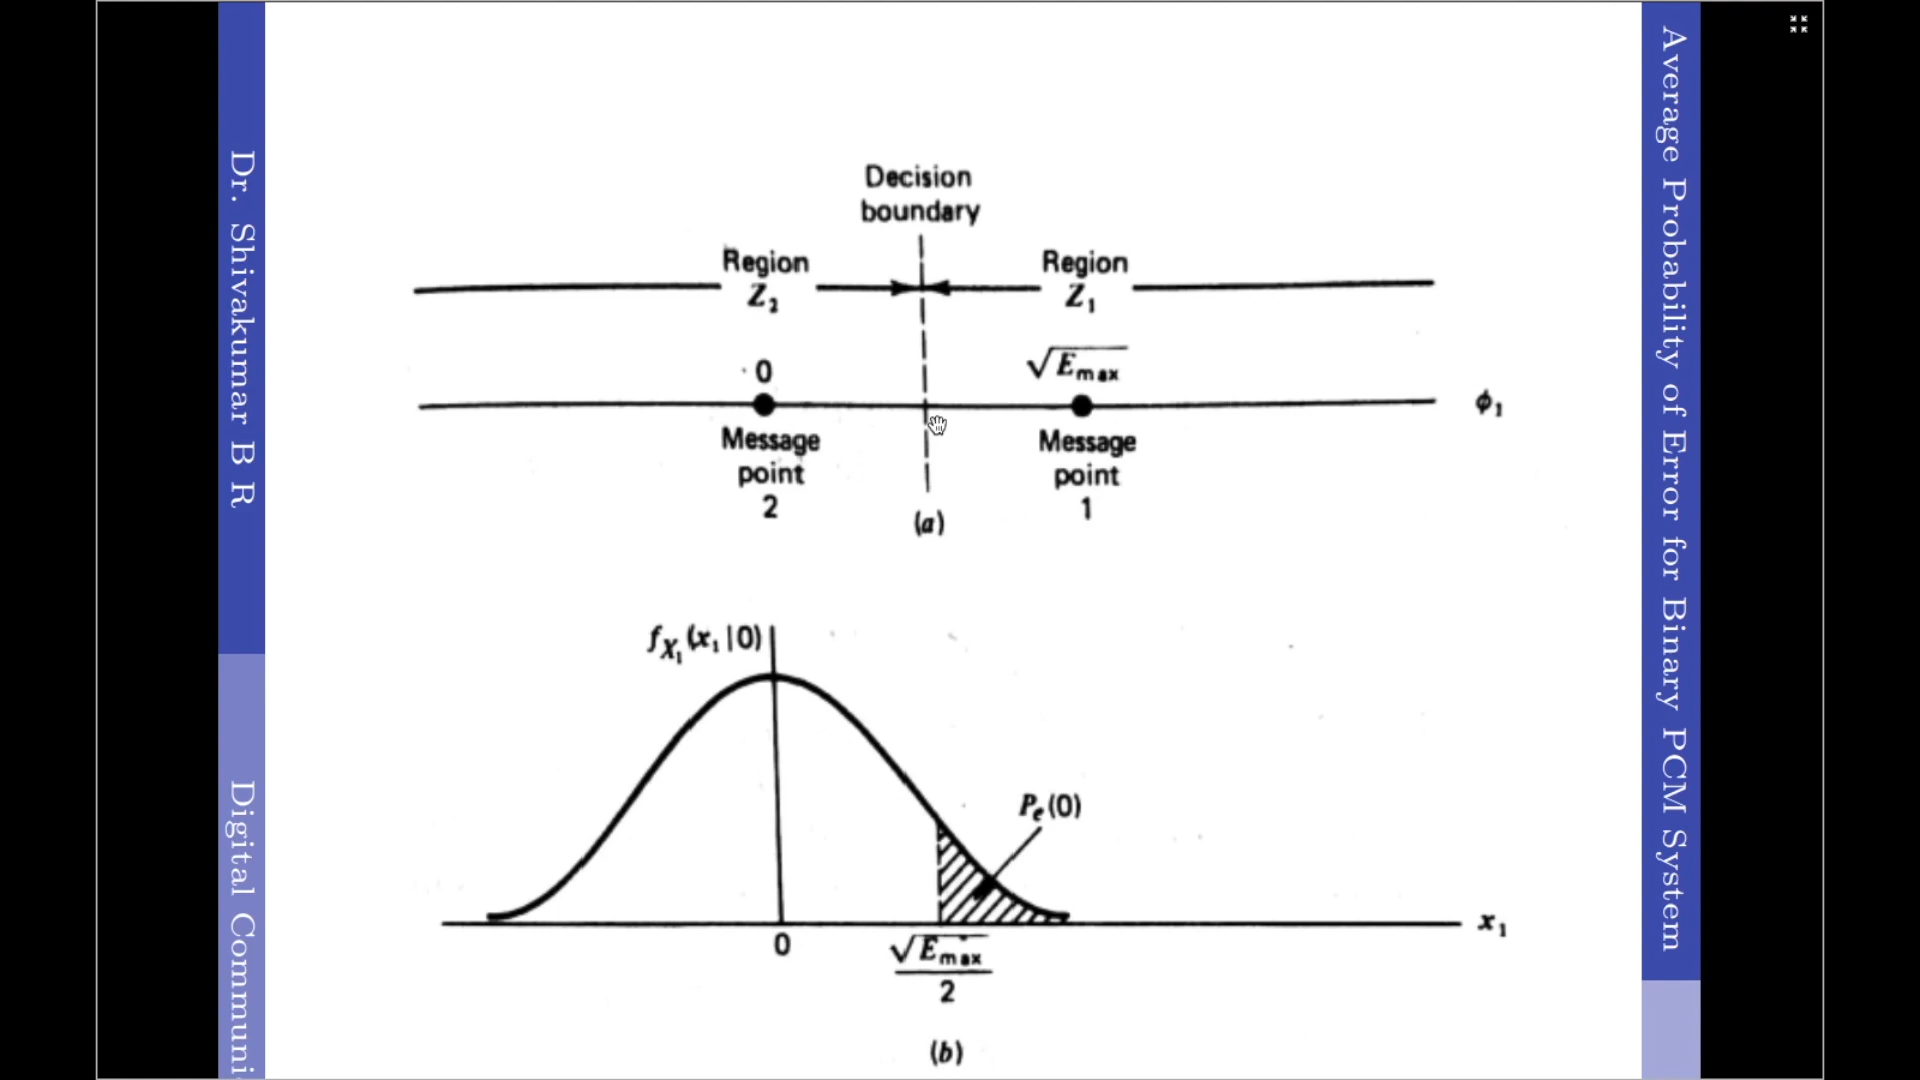 Average Probability of Error for Binary PCM System
Decision
boundary
Region
Z₂
Region
Z₁
0
√Emax
ϕ₁
Message
point
2
Message
point
1
(a)
fX₁(x₁|0)
Pe(0)
0
√Emax
2
x₁
(b)
Dr. Shivakumar B R
Digital Communi